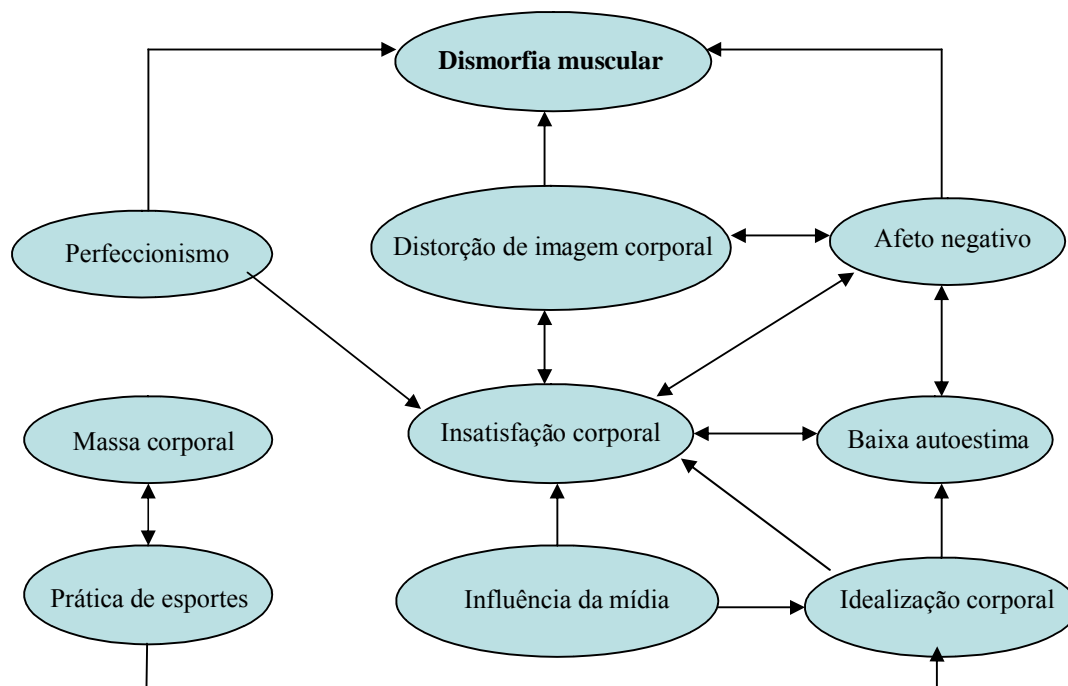 Dismorfia muscular
Perfeccionismo
Distorção de imagem corporal
Afeto negativo
Massa corporal
Insatisfação corporal
Baixa autoestima
Prática de esportes
Influência da mídia
Idealização corporal